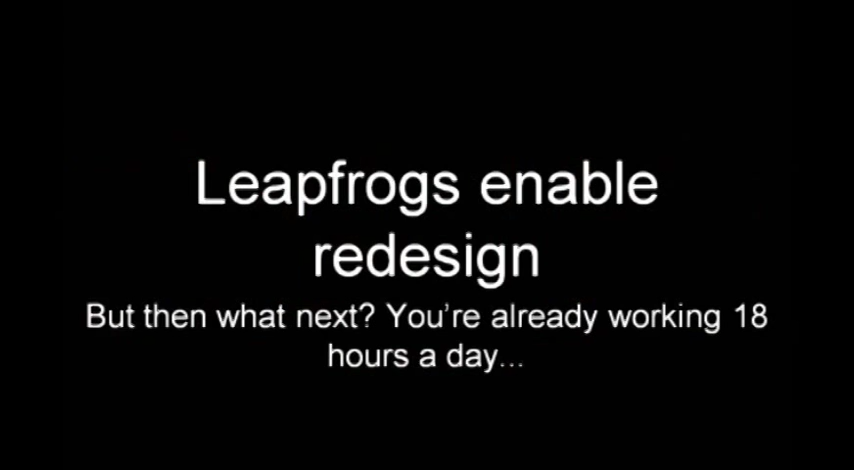 Leapfrogs enable
redesign
But then what next? You’re already working 18
hours a day...